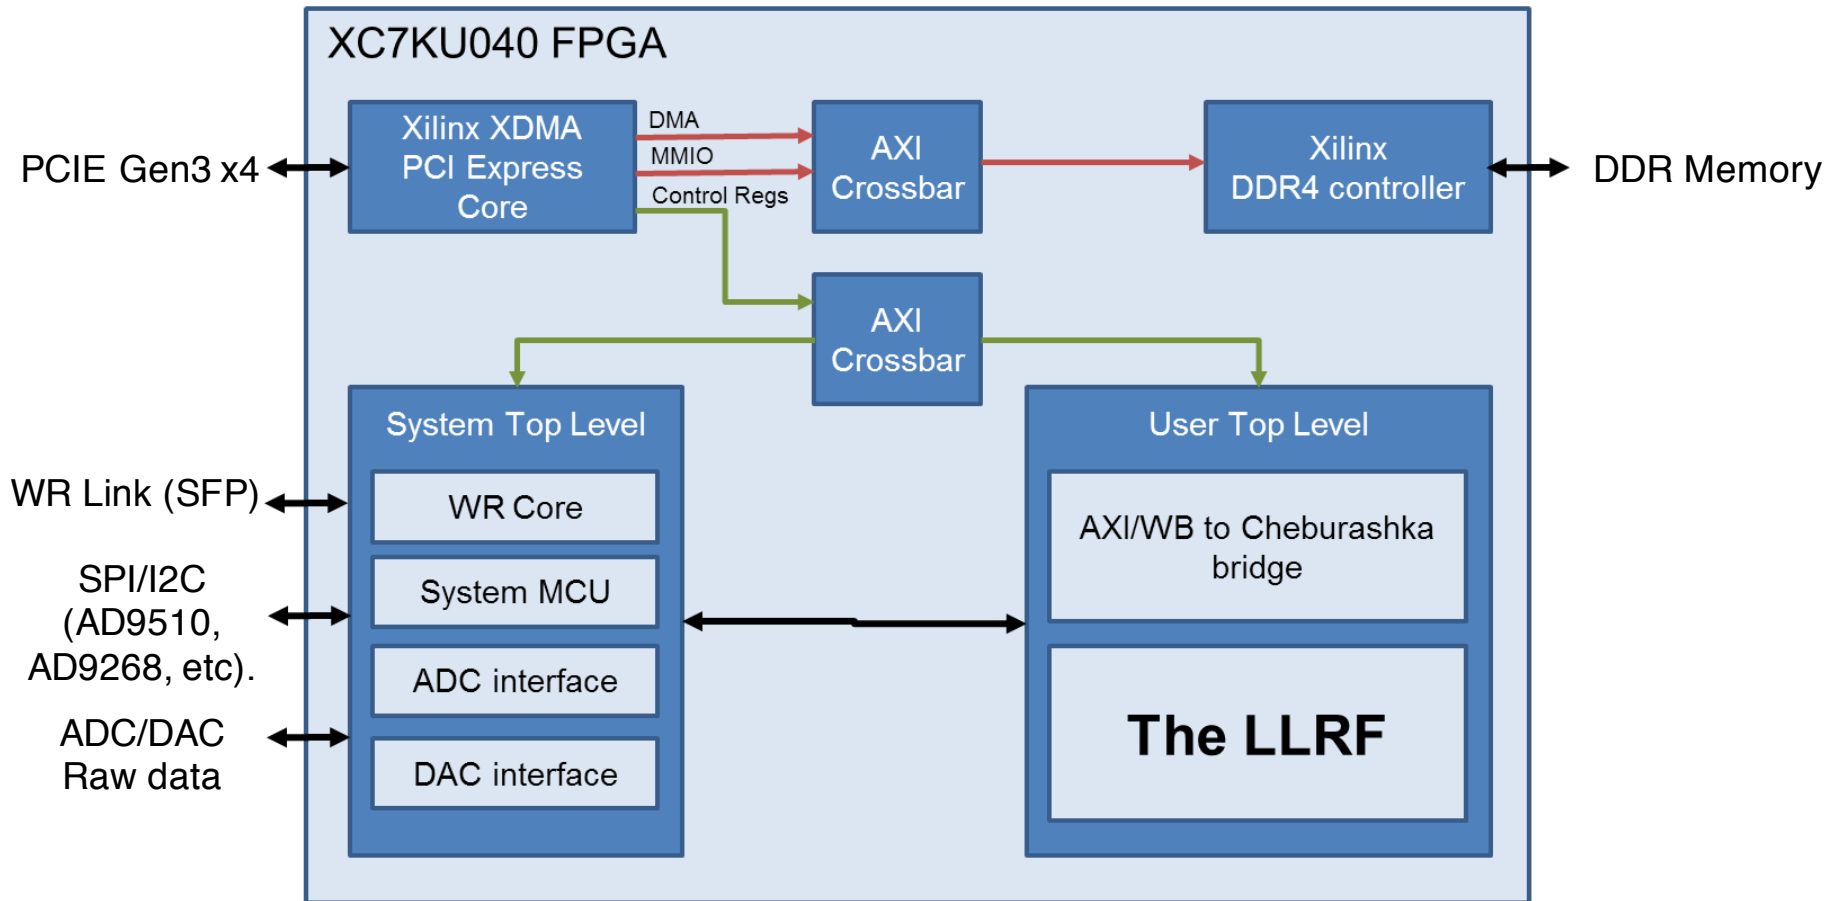 XC7KU040 FPGA
PCIE Gen3 x4
Xilinx XDMA
PCI Express
Core
DMA
MMIO
Control Regs
AXI
Crossbar
Xilinx
DDR4 controller
DDR Memory
AXI
Crossbar
System Top Level
WR Link (SFP)
WR Core
SPI/I2C
(AD9510,
AD9268, etc).
System MCU
ADC interface
ADC/DAC
Raw data
DAC interface
User Top Level
AXI/WB to Cheburashka
bridge
The LLRF